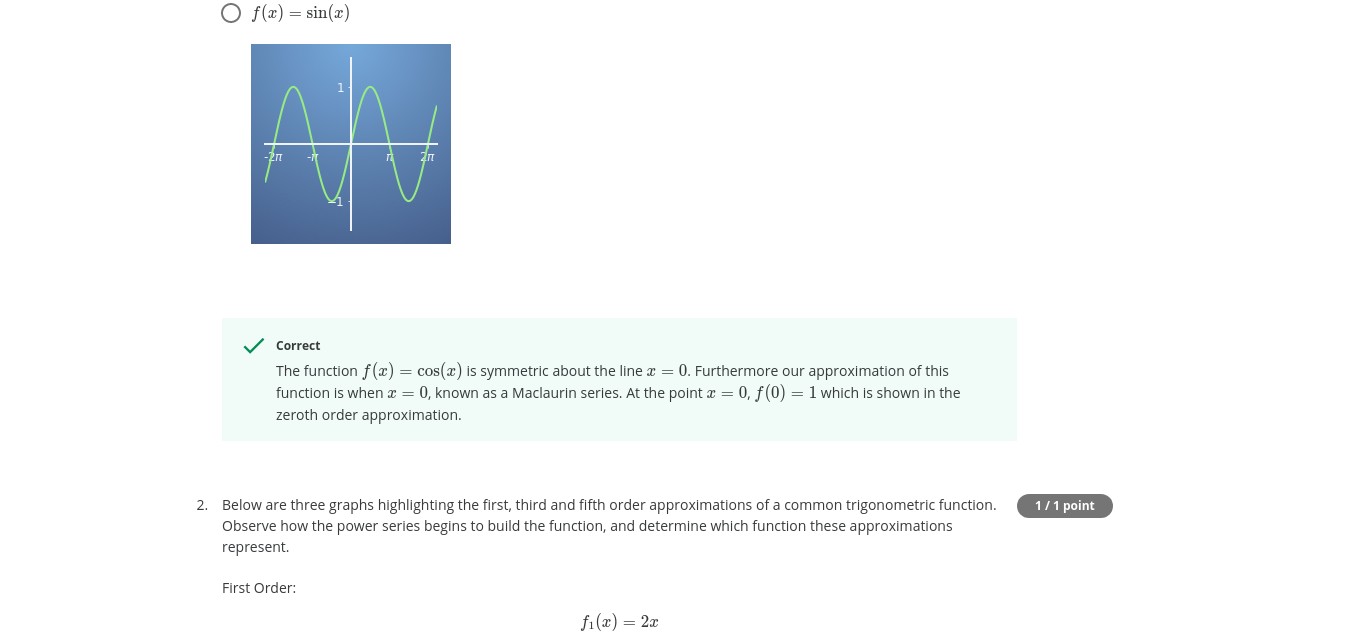 f(x) = sin(x)
1
-2π -π π 2π
−1
Correct
The function f(x) = cos(x) is symmetric about the line x = 0. Furthermore our approximation of this
function is when x = 0, known as a Maclaurin series. At the point x = 0, f(0) = 1 which is shown in the
zeroth order approximation.
2. Below are three graphs highlighting the first, third and fifth order approximations of a common trigonometric function. 1 / 1 point
Observe how the power series begins to build the function, and determine which function these approximations
represent.
First Order:
f₁(x) = 2x